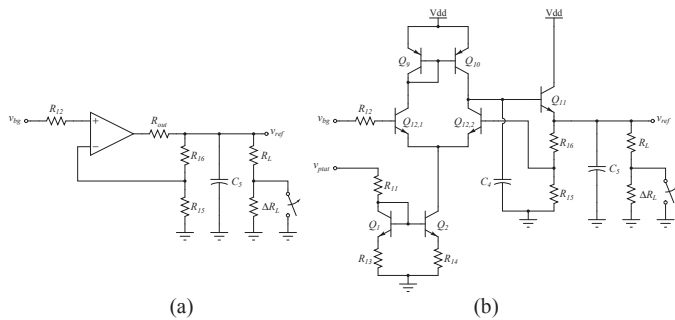 Vdd
Vdd
Q9
Q10
Q11
vbg
R12
Rout
vref
R16
C5
RL
R15
ΔRL
vbg
R12
Q12,1
Q12,2
vptat
R11
C4
R16
C5
RL
vref
R15
ΔRL
Q1
Q2
R13
R14
+
−
(a)
(b)